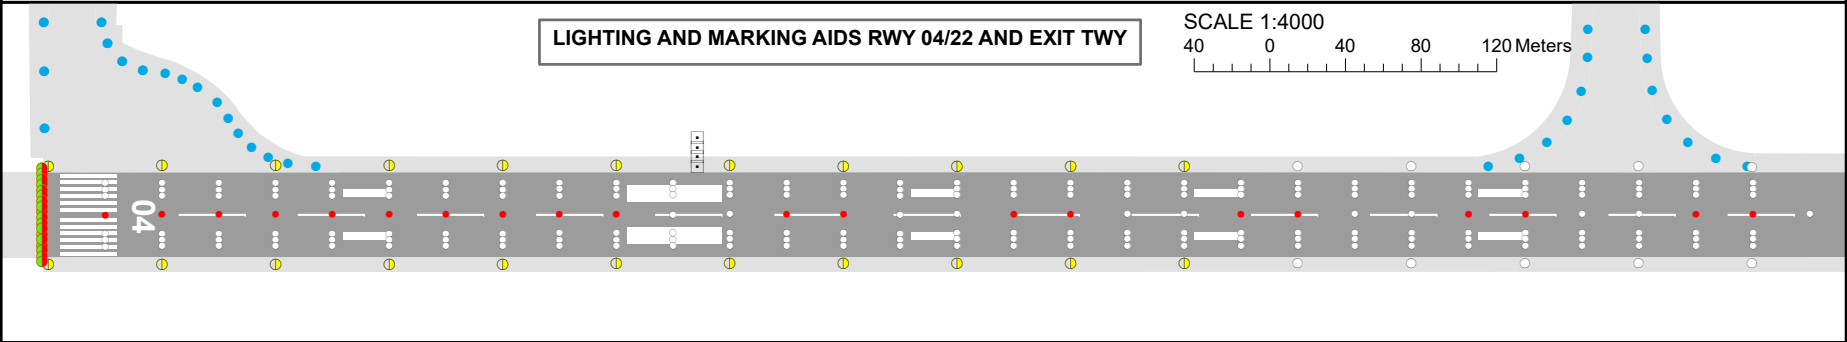 LIGHTING AND MARKING AIDS RWY 04/22 AND EXIT TWY
SCALE 1:4000
40 0 40 80 120 Meters
04